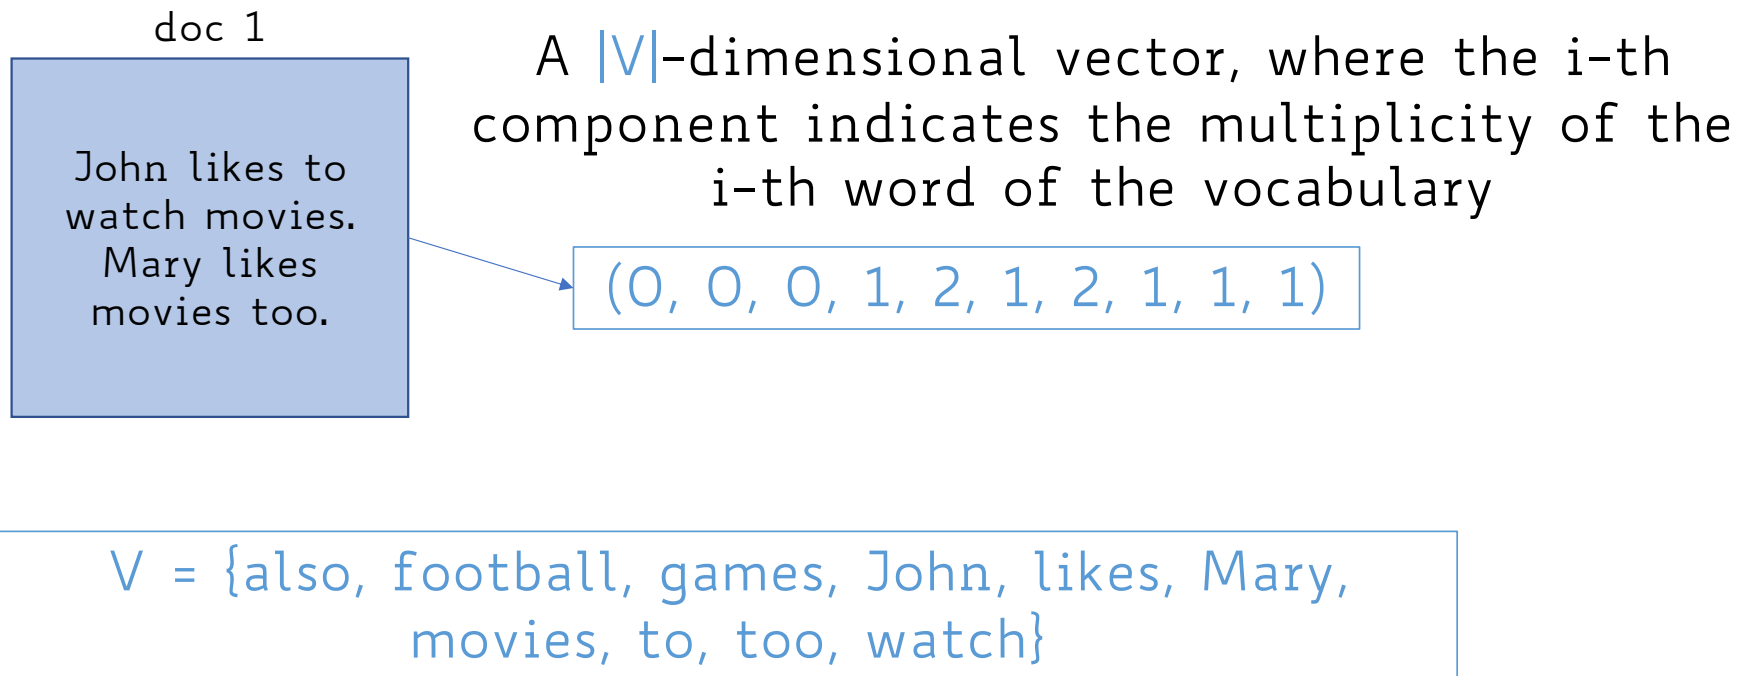 doc 1
A |V|-dimensional vector, where the i-th
component indicates the multiplicity of the
i-th word of the vocabulary
John likes to
watch movies.
Mary likes
movies too.
(0, 0, 0, 1, 2, 1, 2, 1, 1, 1)
V = {also, football, games, John, likes, Mary,
movies, to, too, watch}